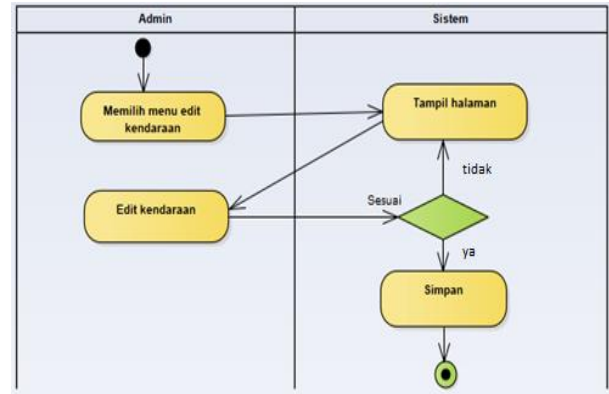 Admin
Sistem
Memilih menu edit
kendaraan
Tampil halaman
tidak
Edit kendaraan
Sesuai
ya
Simpan